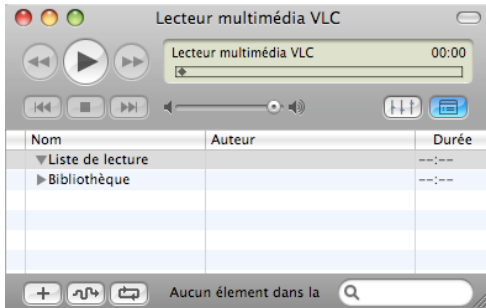 Lecteur multimédia VLC
Lecteur multimédia VLC 00:00
Nom Auteur Durée
Liste de lecture --:--
Bibliothèque --:--
Aucun élement dans la